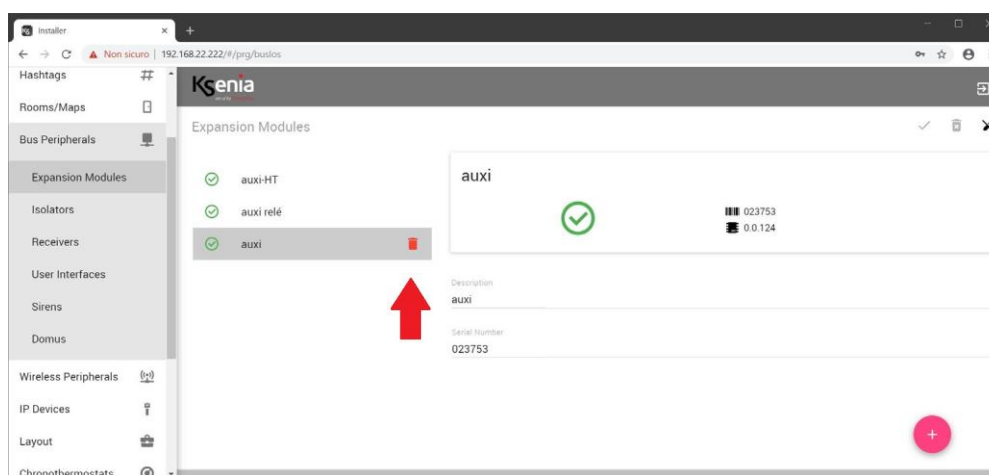 Installer
Non sicuro | 192.168.22.222/#/prg/buslos
Hashtags
Ksenia
Rooms/Maps
Bus Peripherals
Expansion Modules
Expansion Modules
auxi-HT
auxi
Isolators
auxi relé
023753
0.0.124
Receivers
auxi
User Interfaces
Description
auxi
Sirens
Serial Number
023753
Domus
Wireless Peripherals
IP Devices
Layout
Chronothermostats